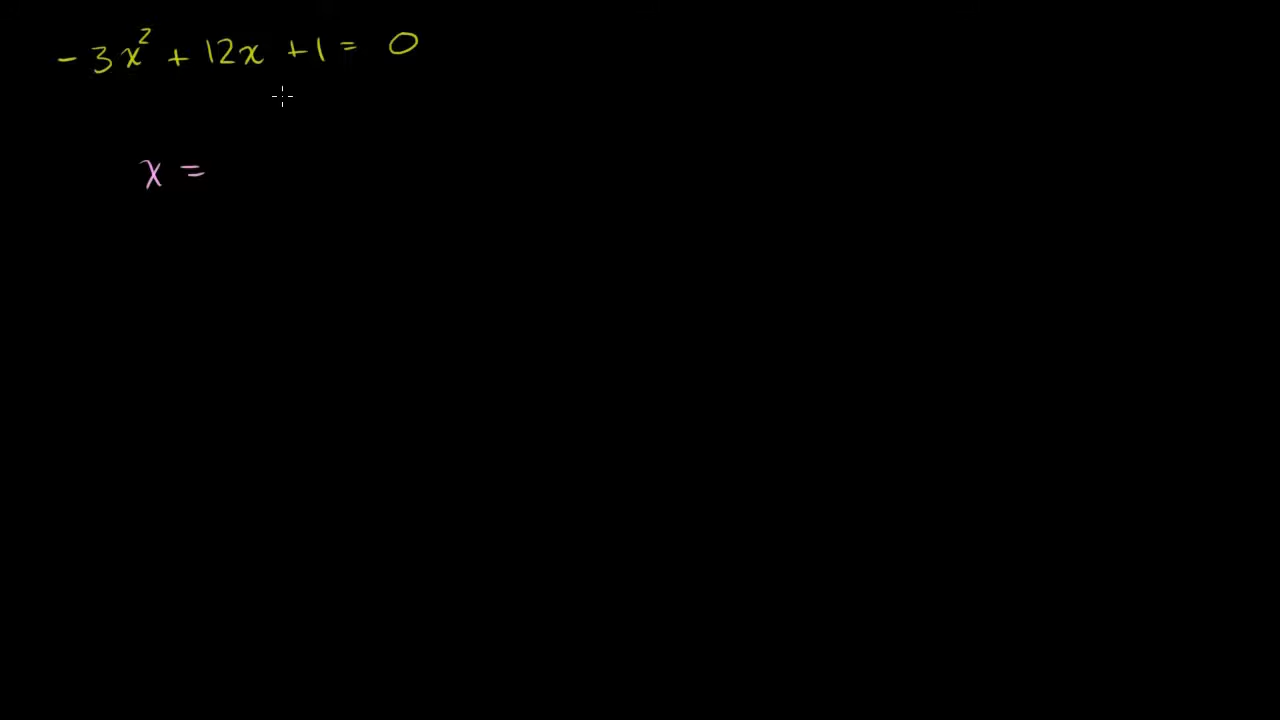 -3x² + 12x + 1 = 0
x =